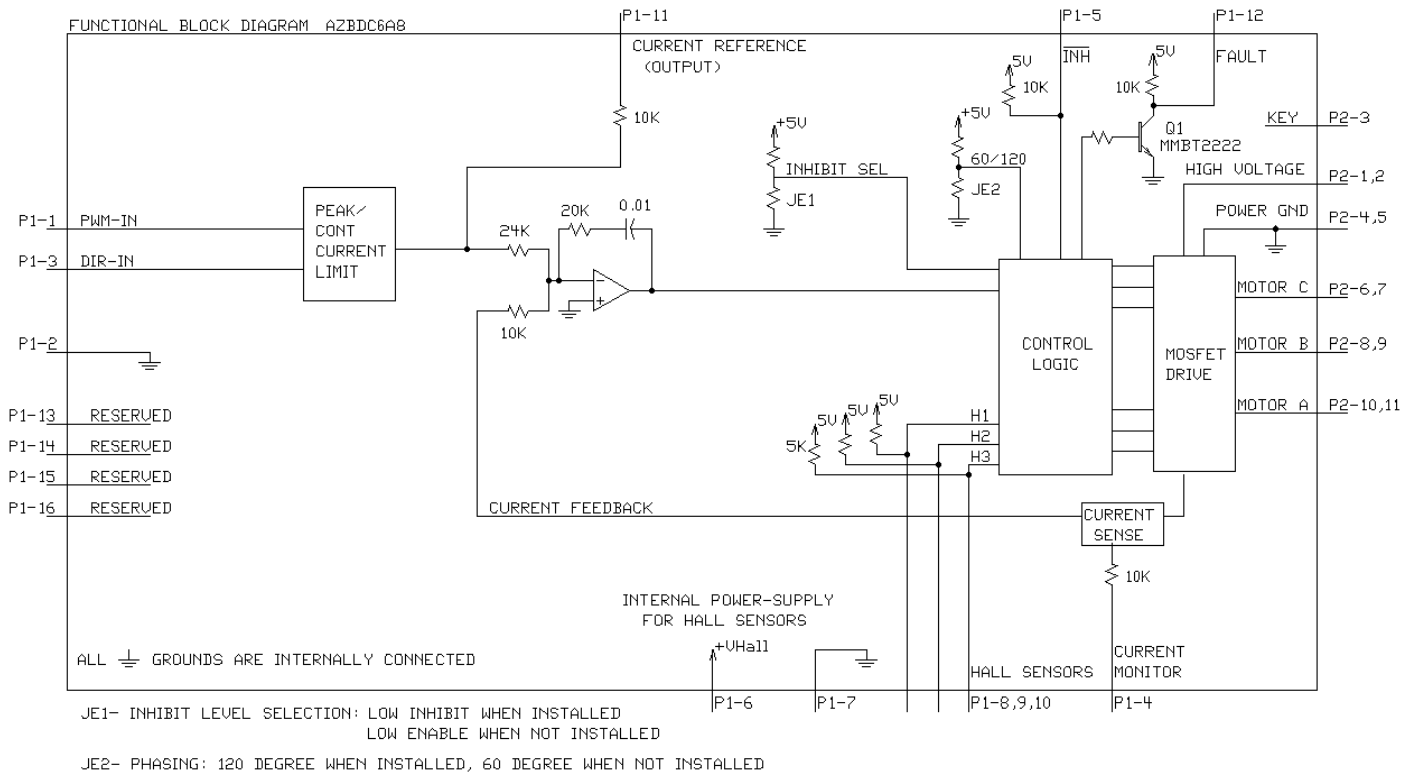 P1-11
P1-5
P1-12
FUNCTIONAL BLOCK DIAGRAM AZBDC6A8
CURRENT REFERENCE
(OUTPUT)
INH
FAULT
5V
10K
5V
10K
10K
KEY
P2-3
+5V
+5V
Q1
MMBT2222
60/120
INHIBIT SEL
HIGH VOLTAGE
P2-1,2
JE1
JE2
PEAK/
CONT
CURRENT
LIMIT
P1-1
PWM-IN
20K
0.01
POWER GND
P2-4,5
24K
P1-3
DIR-IN
-
+
MOTOR C
P2-6,7
10K
P1-2
CONTROL
LOGIC
MOSFET
DRIVE
MOTOR B
P2-8,9
MOTOR A
P2-10,11
5V
5V
5V
5K
H1
H2
H3
P1-13
RESERVED
P1-14
RESERVED
P1-15
RESERVED
P1-16
RESERVED
CURRENT FEEDBACK
CURRENT
SENSE
10K
INTERNAL POWER-SUPPLY
FOR HALL SENSORS
+VHall
ALL GROUNDS ARE INTERNALLY CONNECTED
HALL SENSORS
CURRENT
MONITOR
P1-6
P1-7
P1-8,9,10
P1-4
JE1- INHIBIT LEVEL SELECTION: LOW INHIBIT WHEN INSTALLED
LOW ENABLE WHEN NOT INSTALLED
JE2- PHASING: 120 DEGREE WHEN INSTALLED, 60 DEGREE WHEN NOT INSTALLED